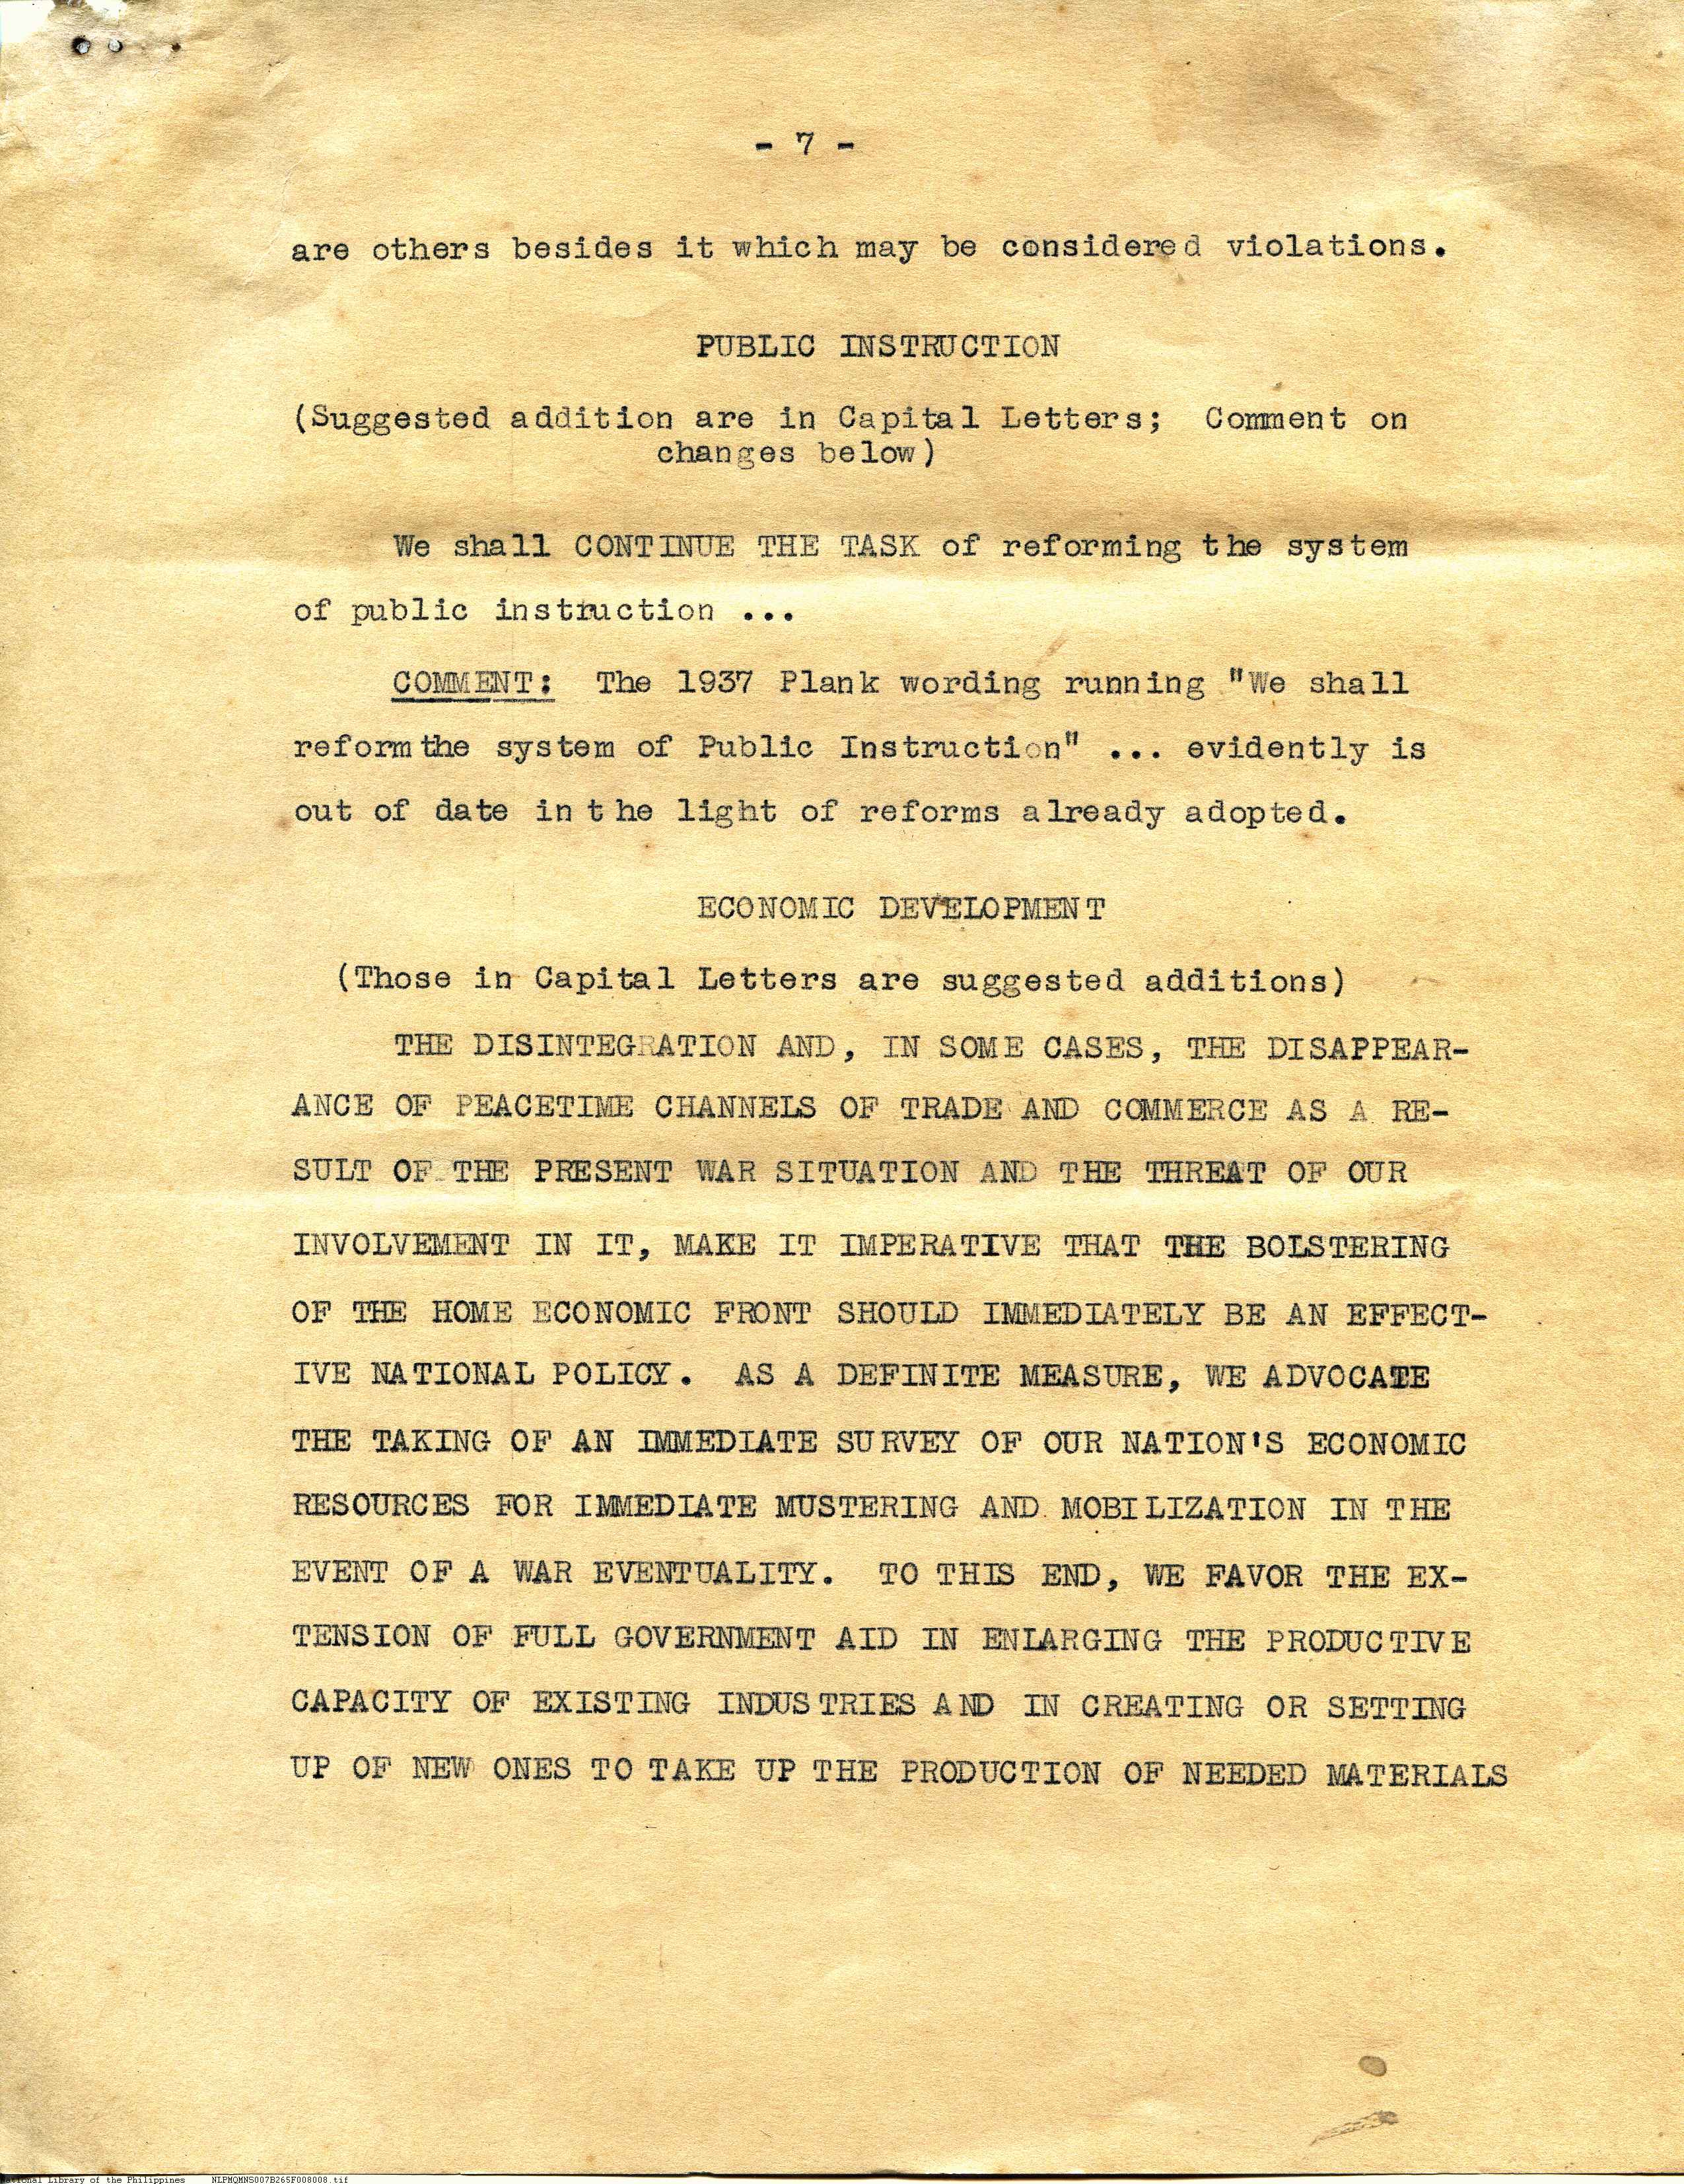 - 7 -
are others besides it which may be considered violations.
PUBLIC INSTRUCTION
(Suggested addition are in Capital Letters; Comment on
changes below)
We shall CONTINUE THE TASK of reforming the system
of public instruction ...
COMMENT: The 1937 Plank wording running "We shall
reform the system of Public Instruction" ... evidently is
out of date in the light of reforms already adopted.
ECONOMIC DEVELOPMENT
(Those in Capital Letters are suggested additions)
THE DISINTEGRATION AND, IN SOME CASES, THE DISAPPEAR-
ANCE OF PEACETIME CHANNELS OF TRADE AND COMMERCE AS A RE-
SULT OF THE PRESENT WAR SITUATION AND THE THREAT OF OUR
INVOLVEMENT IN IT, MAKE IT IMPERATIVE THAT THE BOLSTERING
OF THE HOME ECONOMIC FRONT SHOULD IMMEDIATELY BE AN EFFECT-
IVE NATIONAL POLICY. AS A DEFINITE MEASURE, WE ADVOCATE
THE TAKING OF AN IMMEDIATE SURVEY OF OUR NATION'S ECONOMIC
RESOURCES FOR IMMEDIATE MUSTERING AND MOBILIZATION IN THE
EVENT OF A WAR EVENTUALITY. TO THIS END, WE FAVOR THE EX-
TENSION OF FULL GOVERNMENT AID IN ENLARGING THE PRODUCTIVE
CAPACITY OF EXISTING INDUSTRIES AND IN CREATING OR SETTING
UP OF NEW ONES TO TAKE UP THE PRODUCTION OF NEEDED MATERIALS
National Library of the Philippines NLPMQMNS007B265F008008.tif